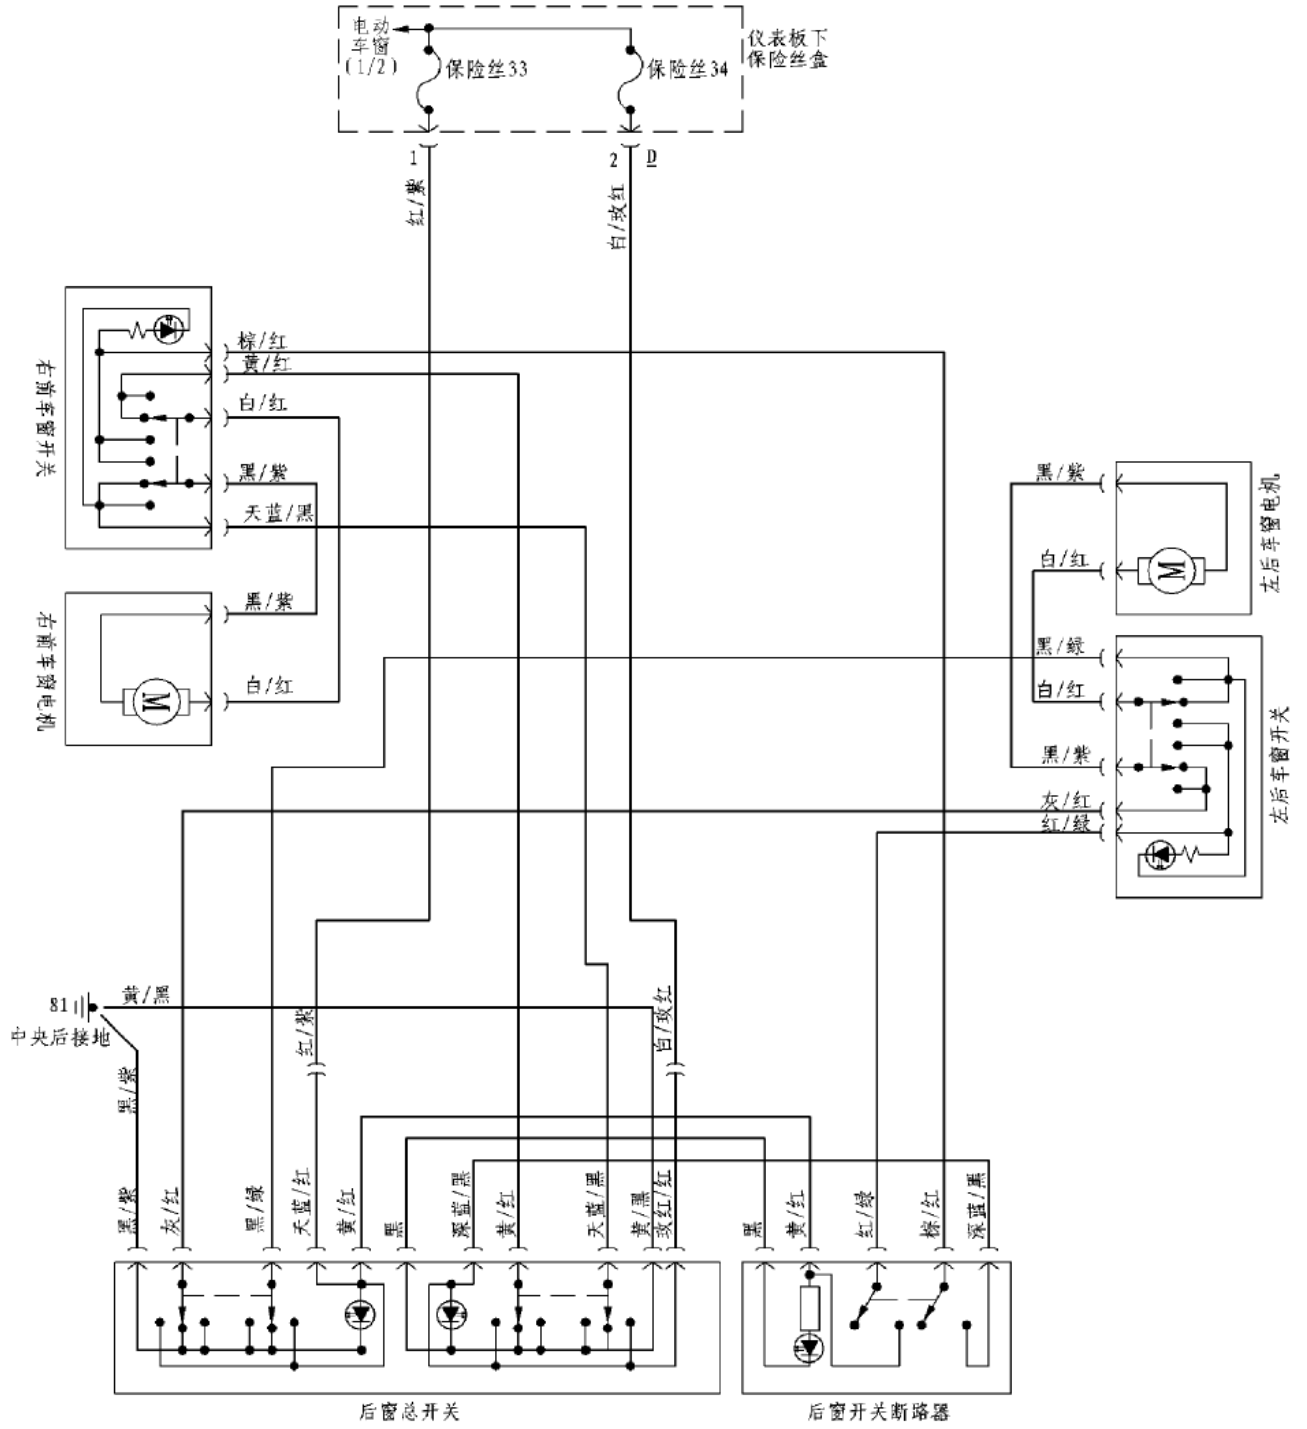 电动
车窗
(1/2)
保险丝33
保险丝34
仪表板下
保险丝盒
1
2
D
红/紫
白/玫红
右前车窗开关
棕/红
黄/红
白/红
黑/紫
天蓝/黑
右前车窗电机
黑/紫
白/红
黑/紫
白/红
左后车窗电机
黑/绿
白/红
黑/紫
灰/红
红/绿
左后车窗开关
81
中央后接地
黄/黑
黑/紫
红/紫
白/玫红
黑/紫
灰/红
黑/绿
天蓝/红
黄/红
黑
深蓝/黑
黄/红
天蓝/黑
黄/黑
玫红/红
黑
黄/红
红/绿
棕/红
深蓝/黑
M
M
后窗总开关
后窗开关断路器